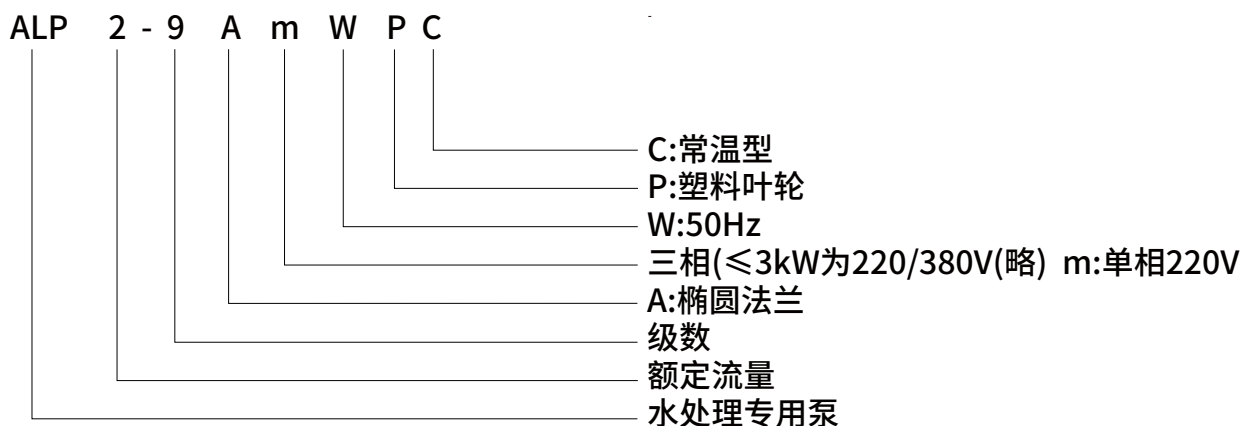 ALP 2 - 9 A m W P C
C:常温型
P:塑料叶轮
W:50Hz
三相(≤3kW为220/380V(略) m:单相220V
A:椭圆法兰
级数
额定流量
水处理专用泵